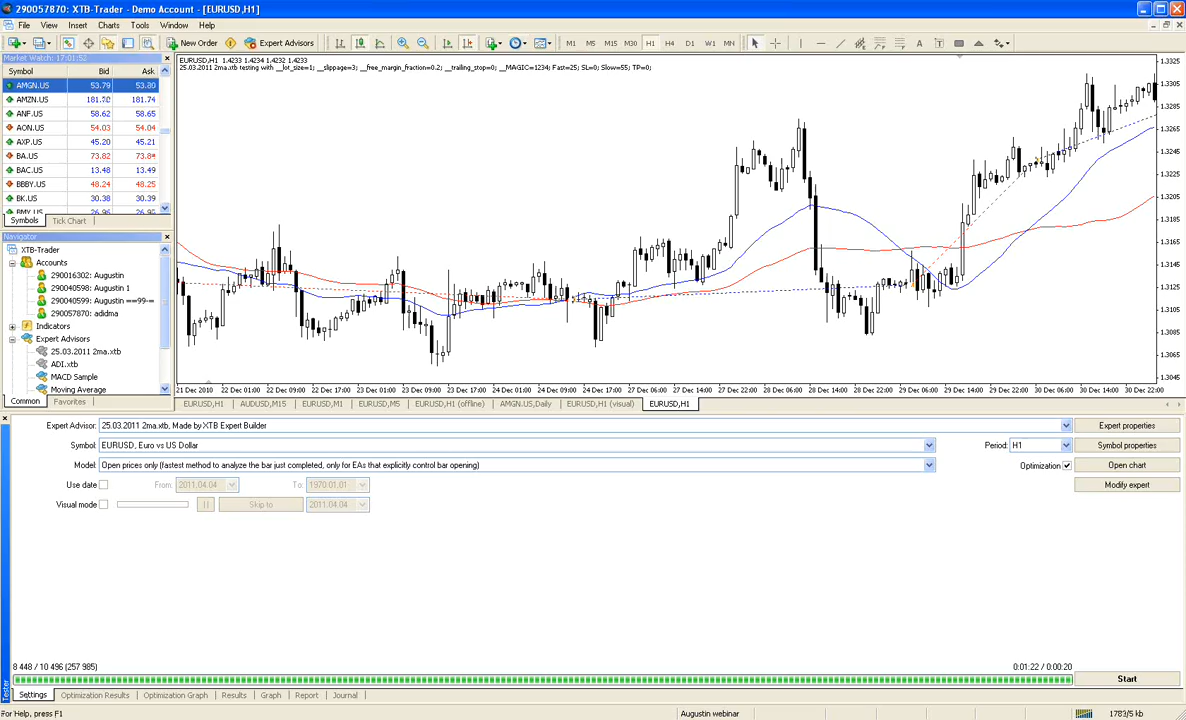 290057870: XTB-Trader - Demo Account - [EURUSD,H1]
File View Insert Charts Tools Window Help
New Order Expert Advisors M1 M5 M15 M30 H1 H4 D1 W1 MN A T
Market Watch: 17:01:52
Symbol Bid Ask
AMGN.US 53.79 53.80
AMZN.US 181.70 181.74
ANF.US 58.62 58.65
AON.US 54.03 54.04
AXP.US 45.20 45.21
BA.US 73.82 73.84
BAC.US 13.48 13.49
BBBY.US 48.24 48.25
BK.US 30.38 30.39
BMY.US 26.96 26.95
Symbols Tick Chart
Navigator
XTB-Trader
Accounts
290016302: Augustin
290040598: Augustin 1
290040599: Augustin ==99-=
290057870: adidma
Indicators
Expert Advisors
25.03.2011 2ma.xtb
ADI.xtb
MACD Sample
Moving Average
Common Favorites
EURUSD,H1 1.4233 1.4234 1.4232 1.4233
25.03.2011 2ma.xtb testing with __lot_size=1; __slippage=3; __free_margin_fraction=0.2; __trailing_stop=0; __MAGIC=1234; Fast=25; SL=0; Slow=55; TP=0;
1.3325
1.3305
1.3285
1.3265
1.3245
1.3225
1.3205
1.3185
1.3165
1.3145
1.3125
1.3105
1.3085
1.3065
1.3045
21 Dec 2010 22 Dec 01:00 22 Dec 09:00 22 Dec 17:00 23 Dec 01:00 23 Dec 09:00 23 Dec 17:00 24 Dec 01:00 24 Dec 09:00 24 Dec 17:00 27 Dec 06:00 27 Dec 14:00 27 Dec 22:00 28 Dec 06:00 28 Dec 14:00 28 Dec 22:00 29 Dec 06:00 29 Dec 14:00 29 Dec 22:00 30 Dec 06:00 30 Dec 14:00 30 Dec 22:00
EURUSD,H1 AUDUSD,M15 EURUSD,M1 EURUSD,M5 EURUSD,H1 (offline) AMGN.US,Daily EURUSD,H1 (visual) EURUSD,H1
Expert Advisor: 25.03.2011 2ma.xtb, Made by XTB Expert Builder Expert properties
Symbol: EURUSD, Euro vs US Dollar Period: H1 Symbol properties
Model: Open prices only (fastest method to analyze the bar just completed, only for EAs that explicitly control bar opening) Optimization Open chart
Use date From: 2011.04.04 To: 1970.01.01 Modify expert
Visual mode Skip to 2011.04.04
8 448 / 10 496 (257 985) 0:01:22 / 0:00:20
Start
Tester
Settings Optimization Results Optimization Graph Results Graph Report Journal
For Help, press F1 Augustin webinar 1783/5 kb